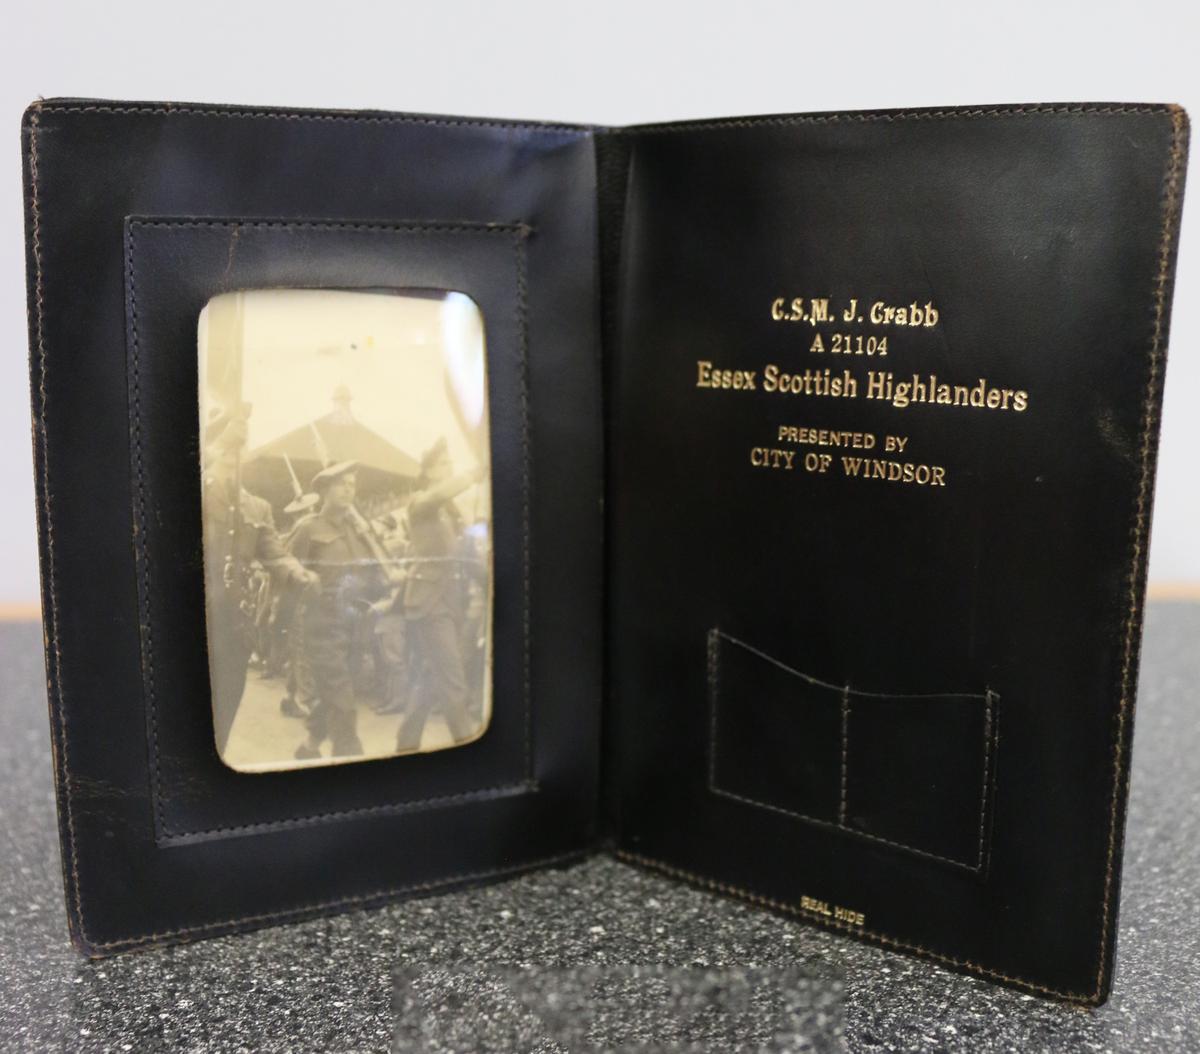 C.S.M. J. Crabb
A 21104
Essex Scottish Highlanders
PRESENTED BY
CITY OF WINDSOR
REAL HIDE